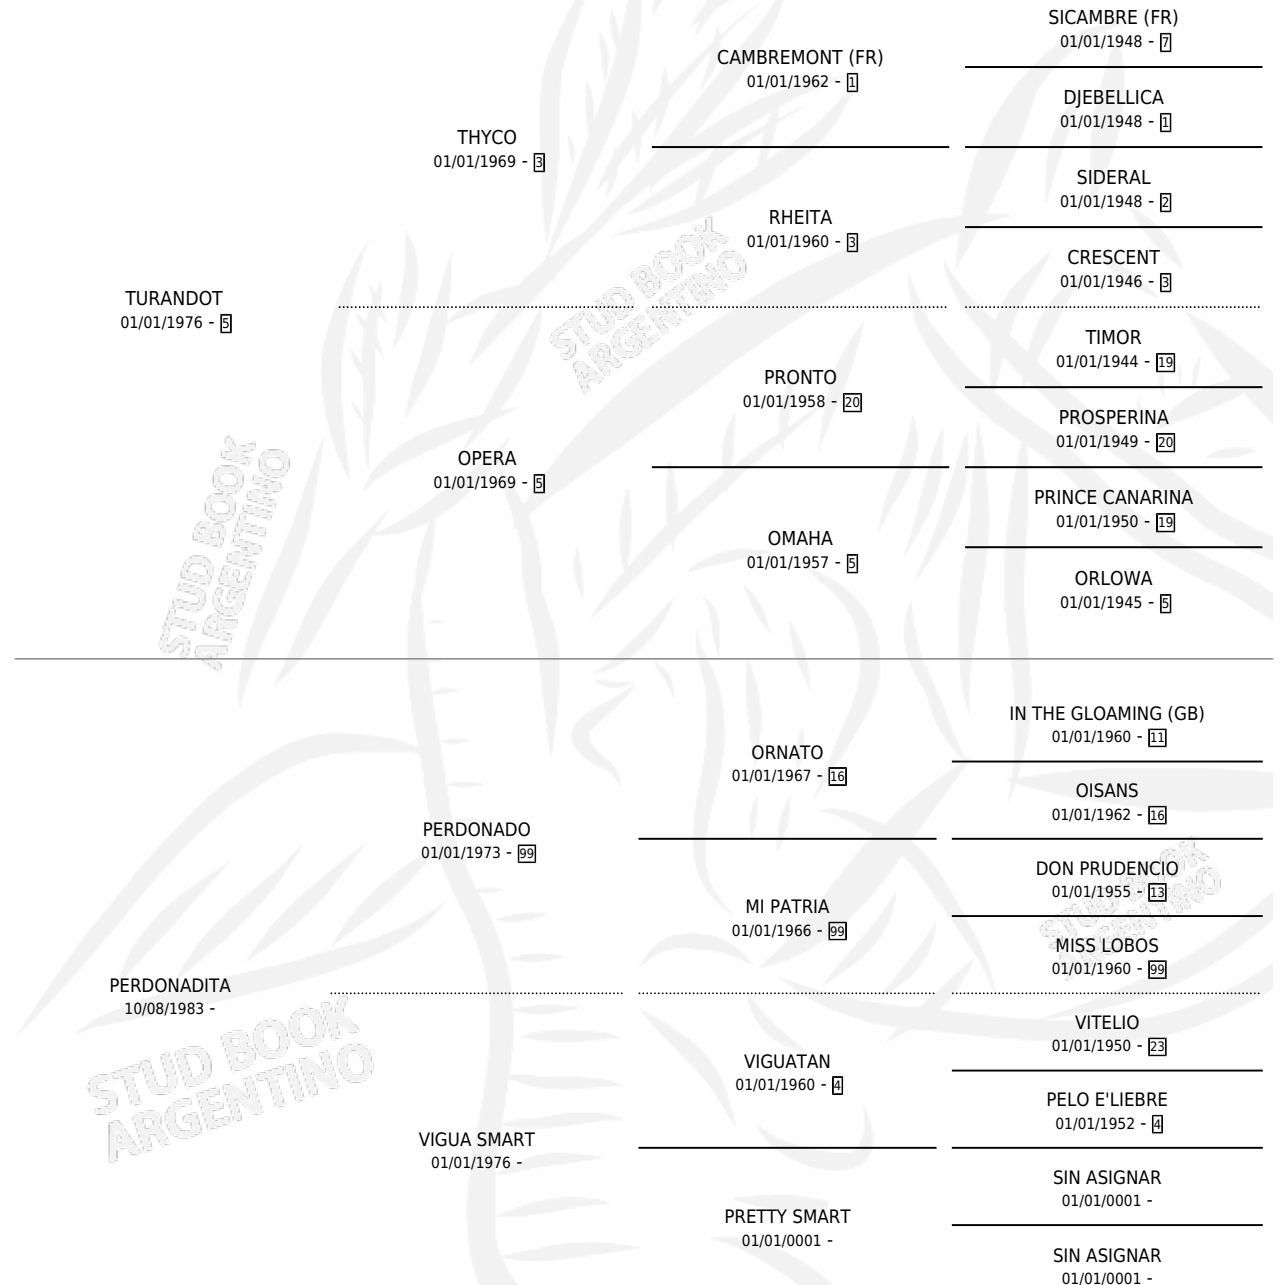 SICAMBRE (FR)
01/01/1948 - 7
CAMBREMONT (FR)
01/01/1962 - 1
DJEBELLICA
01/01/1948 - 1
THYCO
01/01/1969 - 3
SIDERAL
01/01/1948 - 2
RHEITA
01/01/1960 - 3
CRESCENT
01/01/1946 - 3
TURANDOT
01/01/1976 - 5
TIMOR
01/01/1944 - 19
PRONTO
01/01/1958 - 20
PROSPERINA
01/01/1949 - 20
OPERA
01/01/1969 - 5
PRINCE CANARINA
01/01/1950 - 19
OMAHA
01/01/1957 - 5
ORLOWA
01/01/1945 - 5
STUD BOOK
ARGENTINO
STUD BOOK
ARGENTINO
IN THE GLOAMING (GB)
01/01/1960 - 11
ORNATO
01/01/1967 - 16
OISANS
01/01/1962 - 16
PERDONADO
01/01/1973 - 99
DON PRUDENCIO
01/01/1955 - 13
MI PATRIA
01/01/1966 - 99
MISS LOBOS
01/01/1960 - 99
STUD BOOK
ARGENTINO
PERDONADITA
10/08/1983 -
VITELIO
01/01/1950 - 23
VIGUATAN
01/01/1960 - 4
PELO E'LIEBRE
01/01/1952 - 4
VIGUA SMART
01/01/1976 -
SIN ASIGNAR
01/01/0001 -
PRETTY SMART
01/01/0001 -
SIN ASIGNAR
01/01/0001 -
STUD BOOK
ARGENTINO